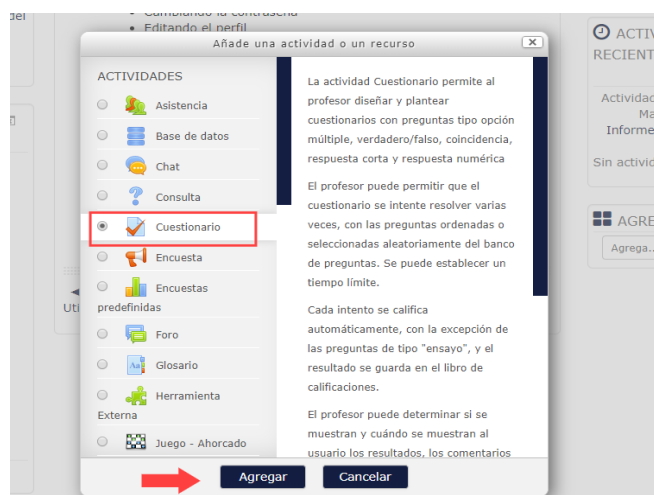 Cambiando la contraseña
Editando el perfil
Añade una actividad o un recurso
ACTIVIDADES
Asistencia
Base de datos
Chat
Consulta
Cuestionario
Encuesta
Encuestas
predefinidas
Foro
Glosario
Herramienta
Externa
Juego - Ahorcado
La actividad Cuestionario permite al
profesor diseñar y plantear
cuestionarios con preguntas tipo opción
múltiple, verdadero/falso, coincidencia,
respuesta corta y respuesta numérica
El profesor puede permitir que el
cuestionario se intente resolver varias
veces, con las preguntas ordenadas o
seleccionadas aleatoriamente del banco
de preguntas. Se puede establecer un
tiempo límite.
Cada intento se califica
automáticamente, con la excepción de
las preguntas de tipo "ensayo", y el
resultado se guarda en el libro de
calificaciones.
El profesor puede determinar si se
muestran y cuándo se muestran al
usuario los resultados, los comentarios
Agregar
Cancelar
del
Uti
ACTIV
RECIENT
Actividad
Ma
Informe
Sin activid
AGRE
Agrega...